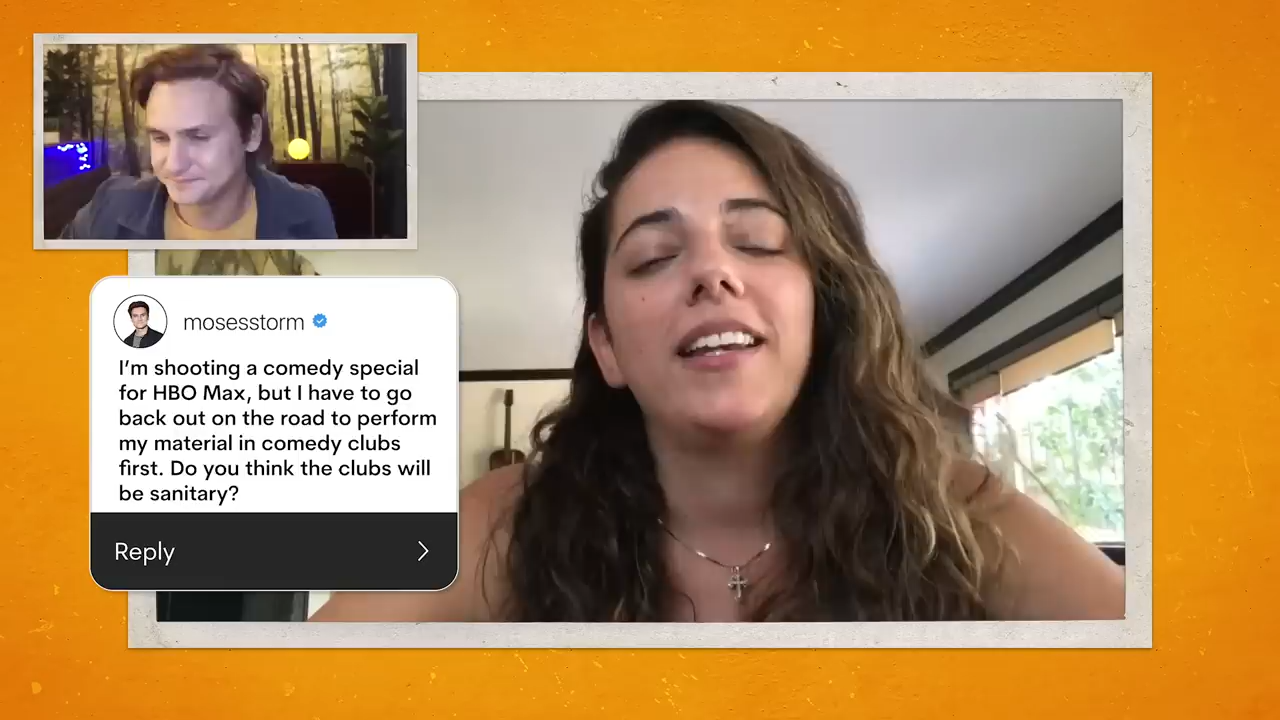 mosesstorm
I'm shooting a comedy special
for HBO Max, but I have to go
back out on the road to perform
my material in comedy clubs
first. Do you think the clubs will
be sanitary?
Reply